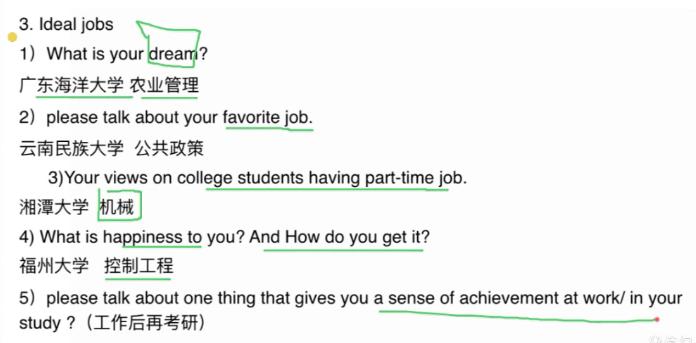 3. Ideal jobs
1）What is your dream?
广东海洋大学 农业管理
2）please talk about your favorite job.
云南民族大学 公共政策
3)Your views on college students having part-time job.
湘潭大学 机械
4) What is happiness to you? And How do you get it?
福州大学 控制工程
5）please talk about one thing that gives you a sense of achievement at work/ in your
study ?（工作后再考研）